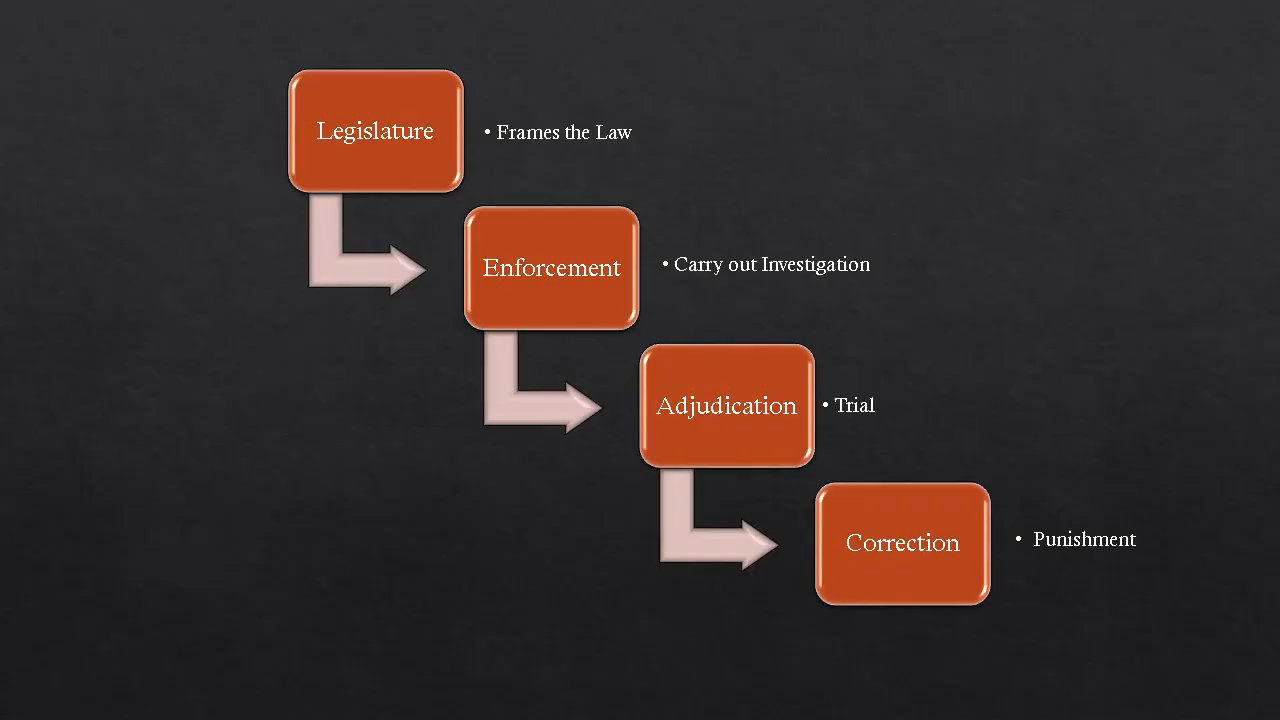 Legislature
• Frames the Law
Enforcement
• Carry out Investigation
Adjudication
• Trial
Correction
• Punishment